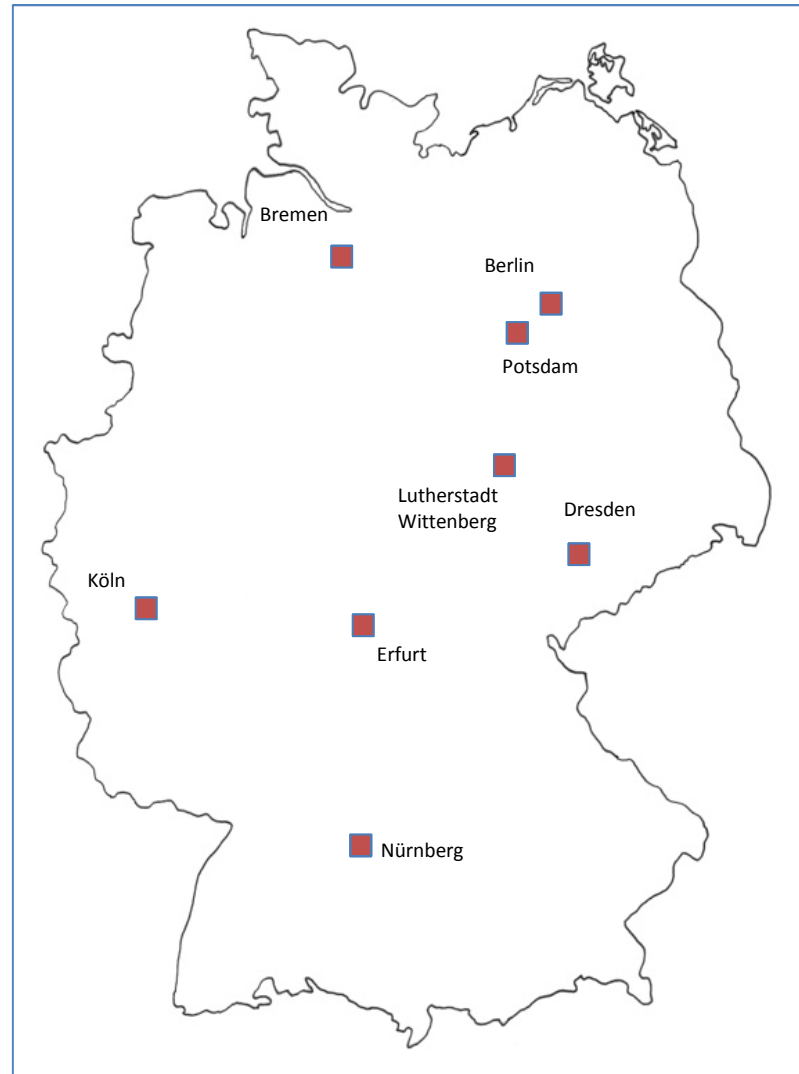 Bremen
Berlin
Potsdam
Lutherstadt
Wittenberg
Dresden
Köln
Erfurt
Nürnberg